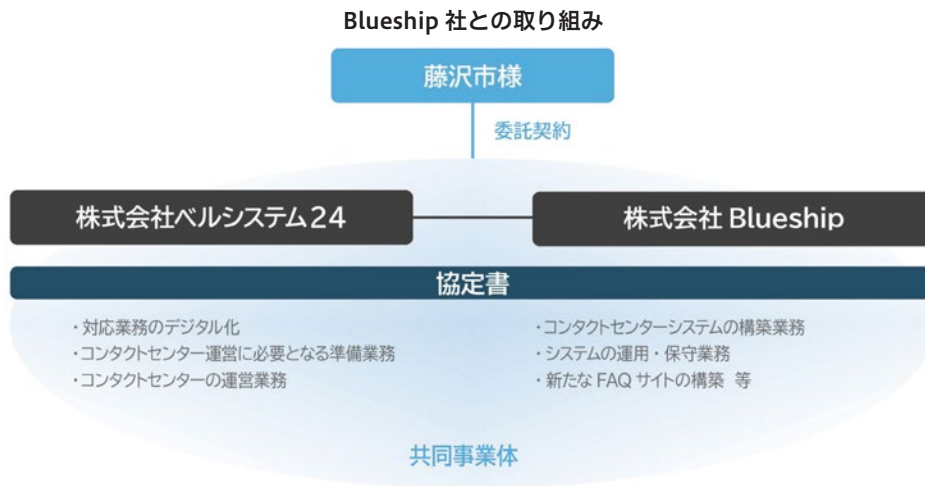 Blueship 社との取り組み
藤沢市様
委託契約
株式会社ベルシステム24
株式会社 Blueship
協定書
・対応業務のデジタル化
・コンタクトセンター運営に必要となる準備業務
・コンタクトセンターの運営業務
・コンタクトセンターシステムの構築業務
・システムの運用・保守業務
・新たな FAQ サイトの構築 等
共同事業体